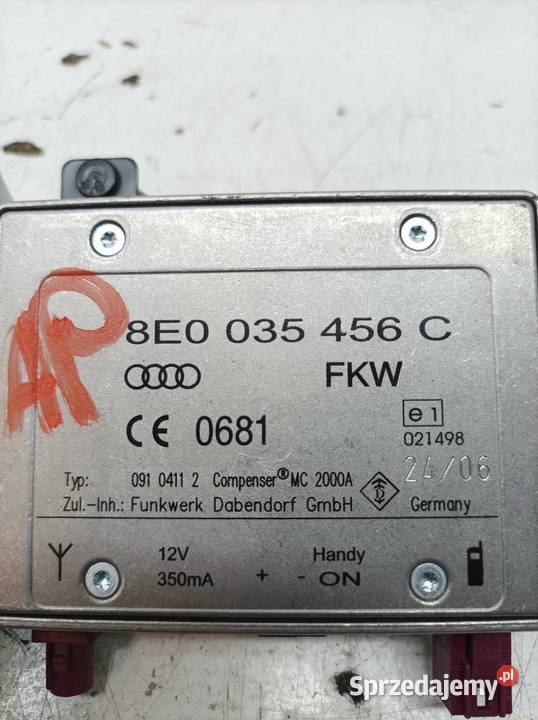 AP
8E0 035 456 C
FKW
CE 0681
e1
021498
24/06
Typ: 091 0411 2 Compenser® MC 2000A
Zul.-Inh.: Funkwerk Dabendorf GmbH Germany
12V Handy
350mA + - ON
Sprzedajemy.pl